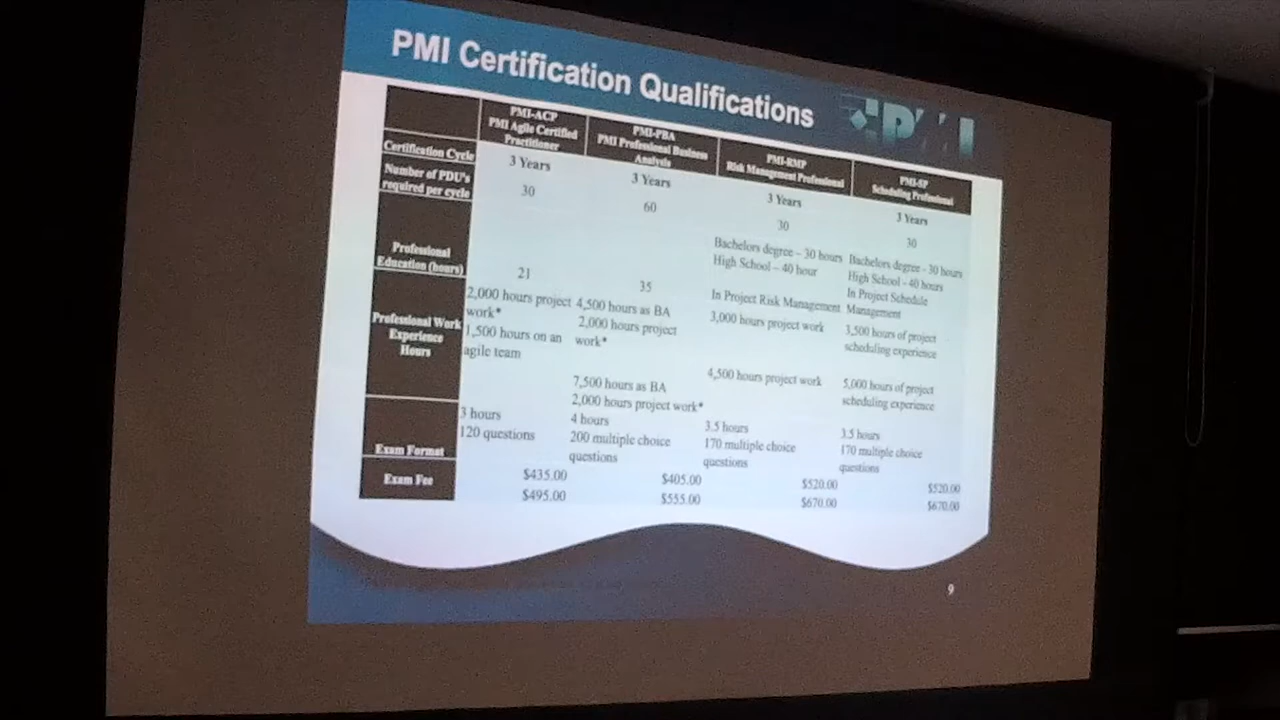 PMI Certification Qualifications
PMI
PMI-ACP
PMI Agile Certified
Practitioner
PMI-PBA
PMI Professional Business
Analysis
PMI-RMP
Risk Management Professional
PMI-SP
Scheduling Professional
Certification Cycle
3 Years
3 Years
3 Years
3 Years
Number of PDU's
required per cycle
30
60
30
30
Professional
Education (hours)
21
35
Bachelors degree – 30 hours
High School – 40 hour
In Project Risk Management
Bachelors degree - 30 hours
High School – 40 hours
In Project Schedule
Management
Professional Work
Experience
Hours
2,000 hours project
work*
1,500 hours on an
agile team
4,500 hours as BA
2,000 hours project
work*
7,500 hours as BA
2,000 hours project work*
3,000 hours project work
4,500 hours project work
3,500 hours of project
scheduling experience
5,000 hours of project
scheduling experience
Exam Format
3 hours
120 questions
4 hours
200 multiple choice
questions
3.5 hours
170 multiple choice
questions
3.5 hours
170 multiple choice
questions
Exam Fee
$435.00
$495.00
$405.00
$555.00
$520.00
$670.00
$520.00
$670.00
9